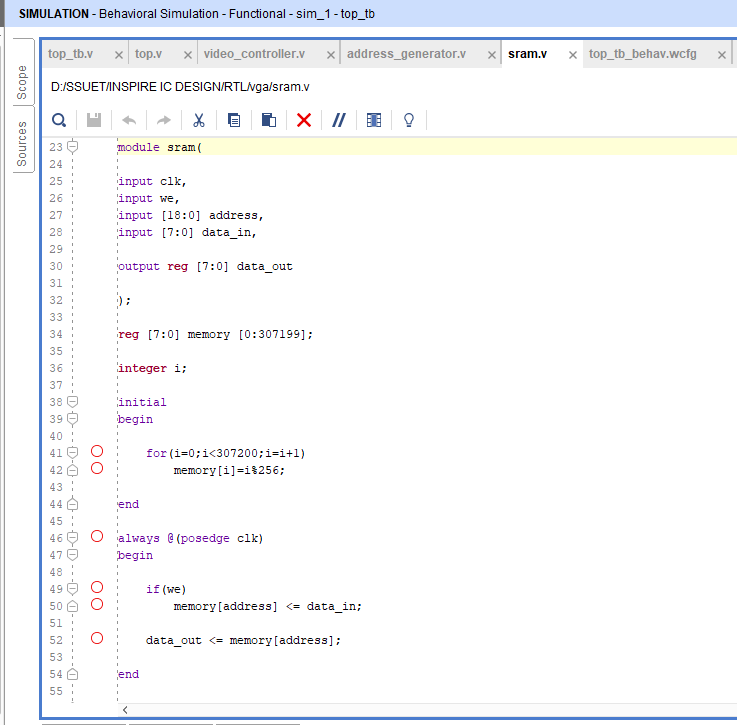 SIMULATION - Behavioral Simulation - Functional - sim_1 - top_tb
Scope
Sources
top_tb.v
top.v
video_controller.v
address_generator.v
sram.v
top_tb_behav.wcfg
D:/SSUET/INSPIRE IC DESIGN/RTL/vga/sram.v
23 module sram(
24
25 input clk,
26 input we,
27 input [18:0] address,
28 input [7:0] data_in,
29
30 output reg [7:0] data_out
31
32 );
33
34 reg [7:0] memory [0:307199];
35
36 integer i;
37
38 initial
39 begin
40
41 for(i=0;i<307200;i=i+1)
42 memory[i]=i%256;
43
44 end
45
46 always @(posedge clk)
47 begin
48
49 if(we)
50 memory[address] <= data_in;
51
52 data_out <= memory[address];
53
54 end
55